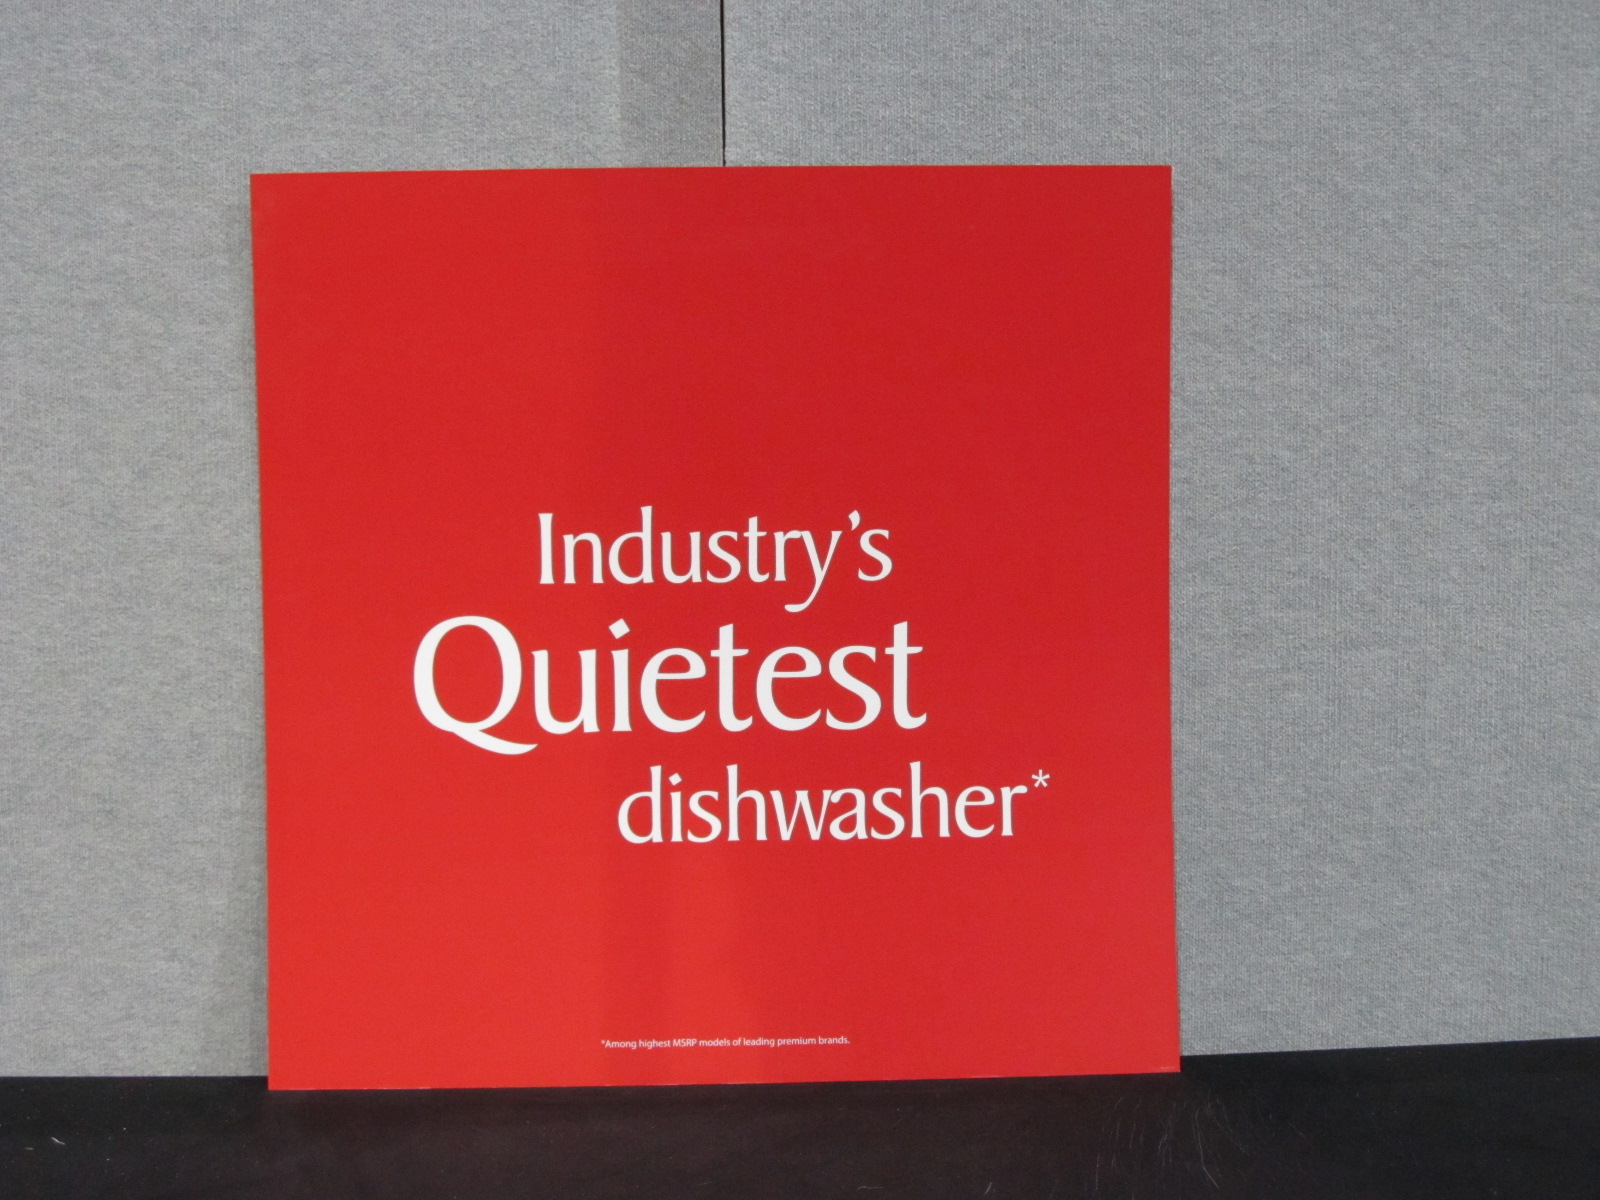 Industry’s
Quietest
dishwasher*
*Among highest MSRP models of leading premium brands.